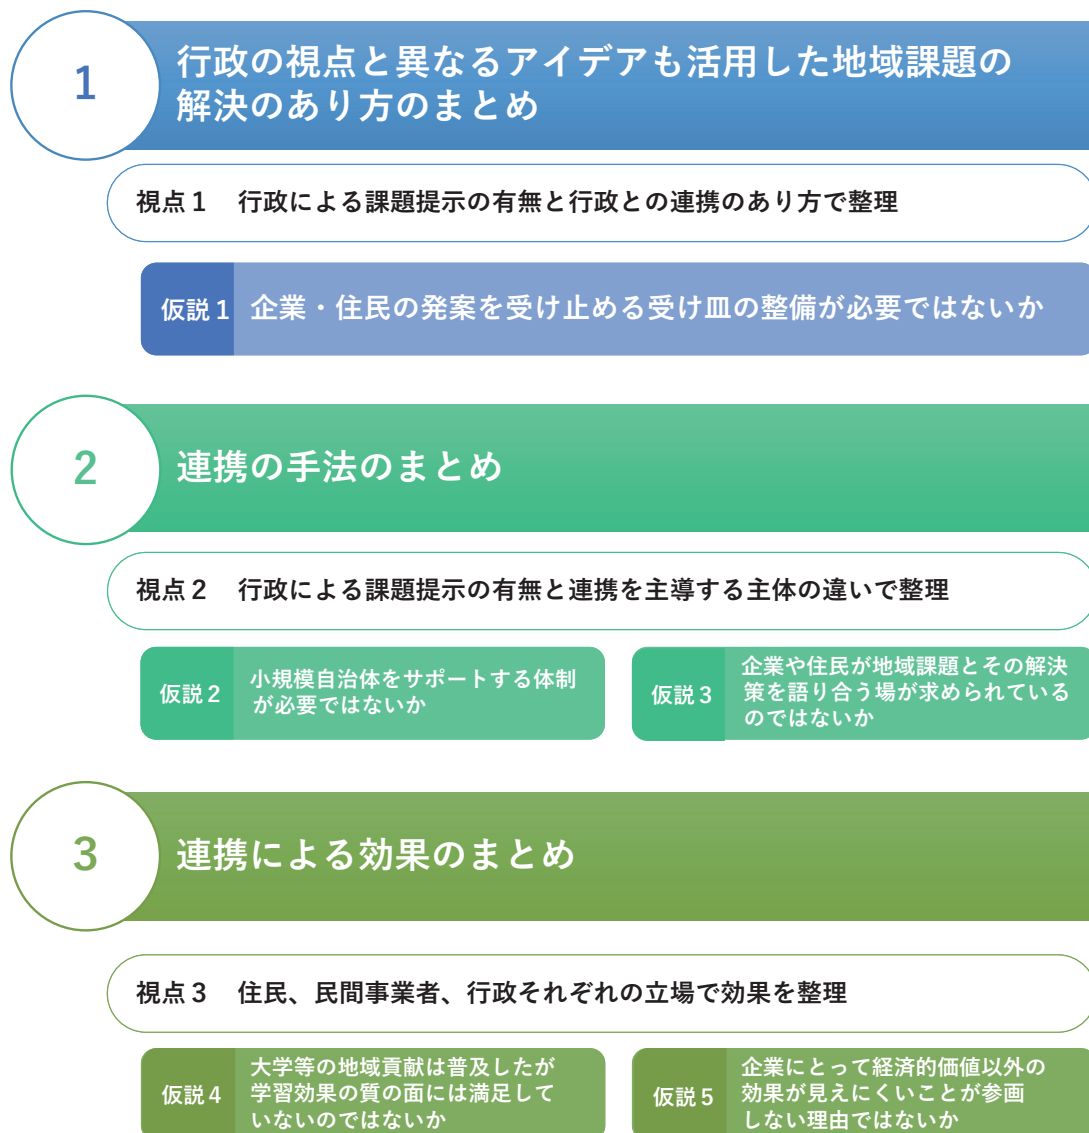 1
行政の視点と異なるアイデアも活用した地域課題の
解決のあり方のまとめ
視点1　行政による課題提示の有無と行政との連携のあり方で整理
仮説1　企業・住民の発案を受け止める受け皿の整備が必要ではないか
2
連携の手法のまとめ
視点2　行政による課題提示の有無と連携を主導する主体の違いで整理
仮説2
小規模自治体をサポートする体制
が必要ではないか
仮説3
企業や住民が地域課題とその解決
策を語り合う場が求められている
のではないか
3
連携による効果のまとめ
視点3　住民、民間事業者、行政それぞれの立場で効果を整理
仮説4
大学等の地域貢献は普及したが
学習効果の質の面には満足して
いないのではないか
仮説5
企業にとって経済的価値以外の
効果が見えにくいことが参画
しない理由ではないか